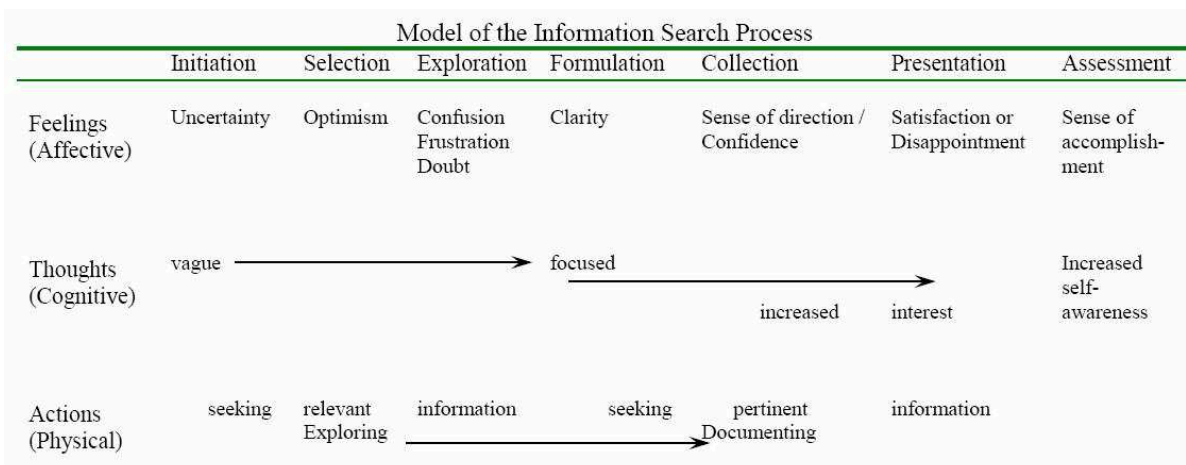 Model of the Information Search Process
Initiation Selection Exploration Formulation Collection Presentation Assessment
Feelings (Affective)
Uncertainty
Optimism
Confusion
Frustration
Doubt
Clarity
Sense of direction /
Confidence
Satisfaction or
Disappointment
Sense of
accomplish-
ment
Thoughts
(Cognitive)
vague
focused
increased interest
Increased
self-
awareness
Actions
(Physical)
seeking relevant information seeking pertinent information
Exploring Documenting